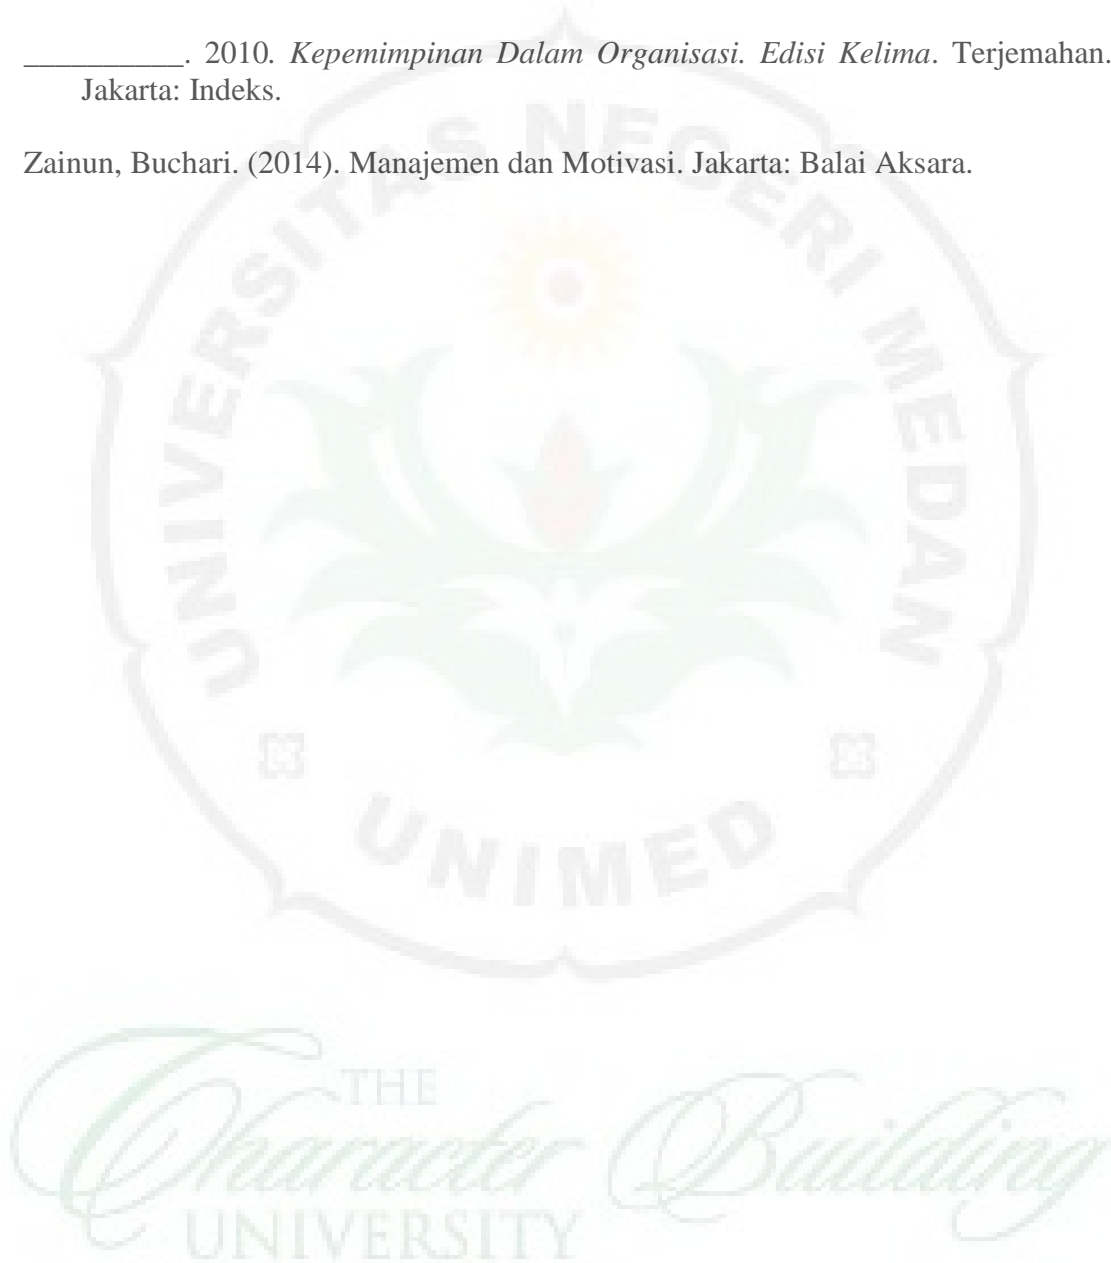 __________. 2010. Kepemimpinan Dalam Organisasi. Edisi Kelima. Terjemahan.
Jakarta: Indeks.
Zainun, Buchari. (2014). Manajemen dan Motivasi. Jakarta: Balai Aksara.
UNIVERSITAS NEGERI MEDAN
UNIMED
THE
Character Building
UNIVERSITY